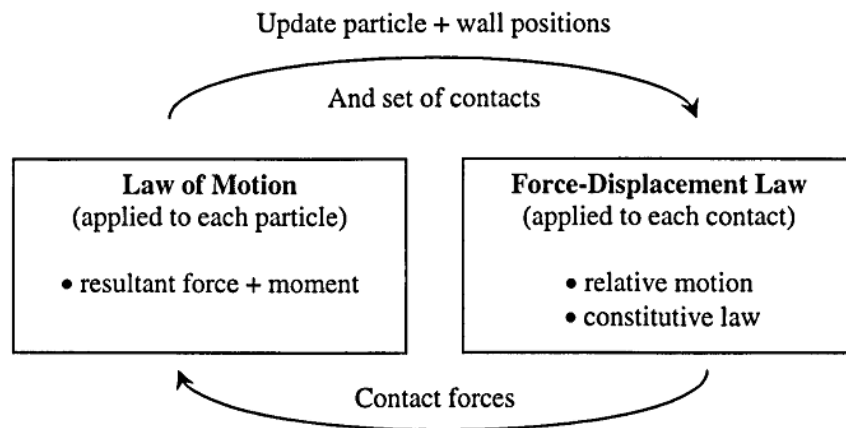 Update particle + wall positions
And set of contacts
Law of Motion
(applied to each particle)
• resultant force + moment
Force-Displacement Law
(applied to each contact)
• relative motion
• constitutive law
Contact forces